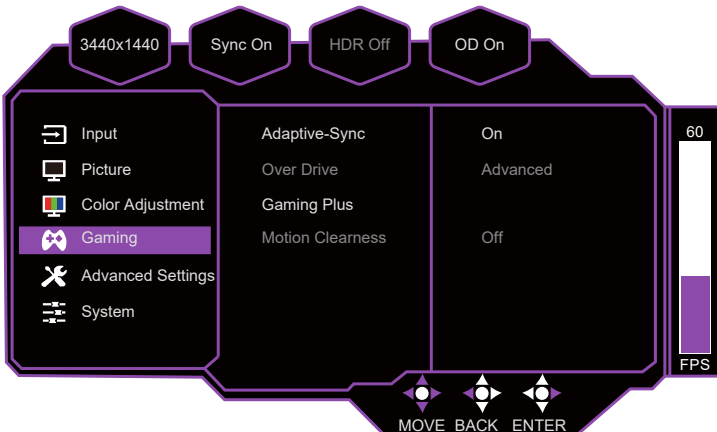 3440x1440 Sync On HDR Off OD On
Input Adaptive-Sync On 60
Picture Over Drive Advanced
Color Adjustment Gaming Plus
Gaming Motion Clearness Off
Advanced Settings
System
FPS
MOVE BACK ENTER